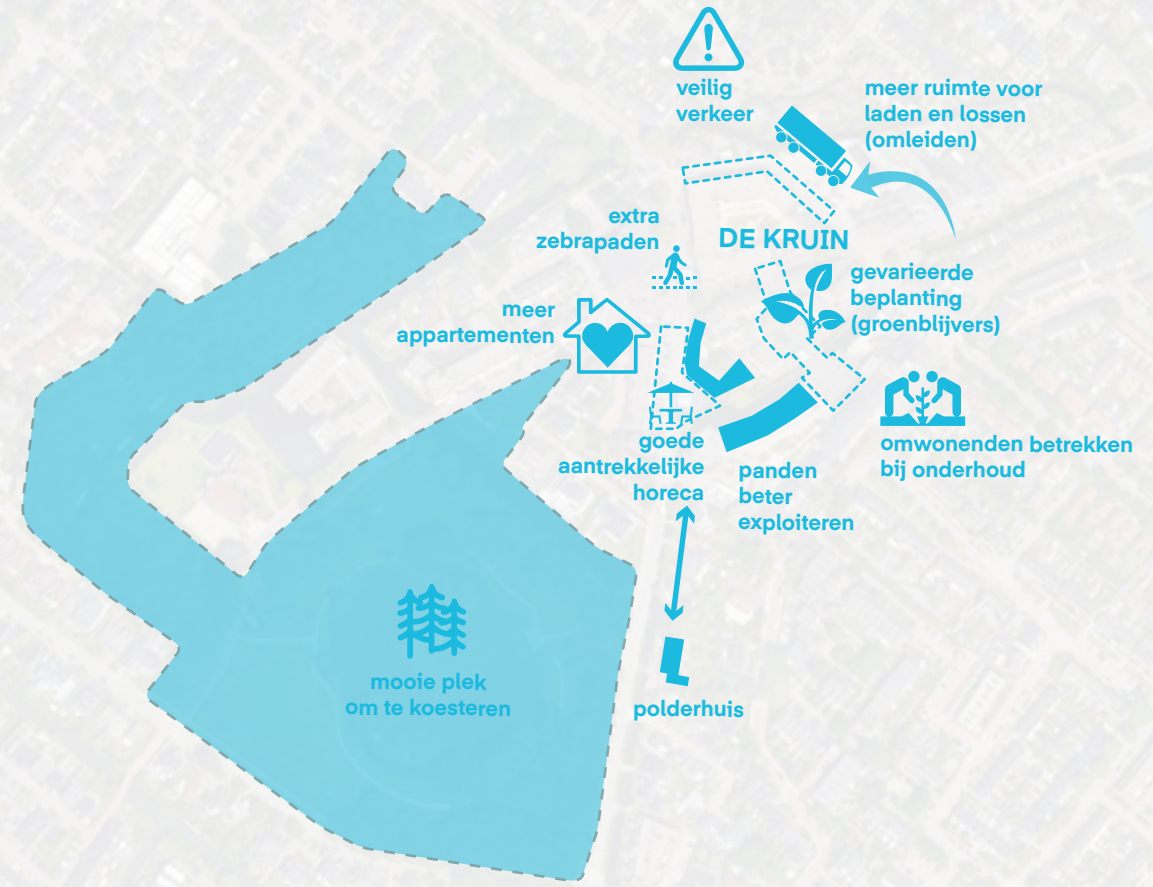 veilig
verkeer
meer ruimte voor
laden en lossen
(omleiden)
extra
zebrapaden
DE KRUIN
gevarieerde
beplanting
(groenblijvers)
meer
appartementen
goede
aantrekkelijke
horeca
panden
beter
exploiteren
omwonenden betrekken
bij onderhoud
mooie plek
om te koesteren
polderhuis